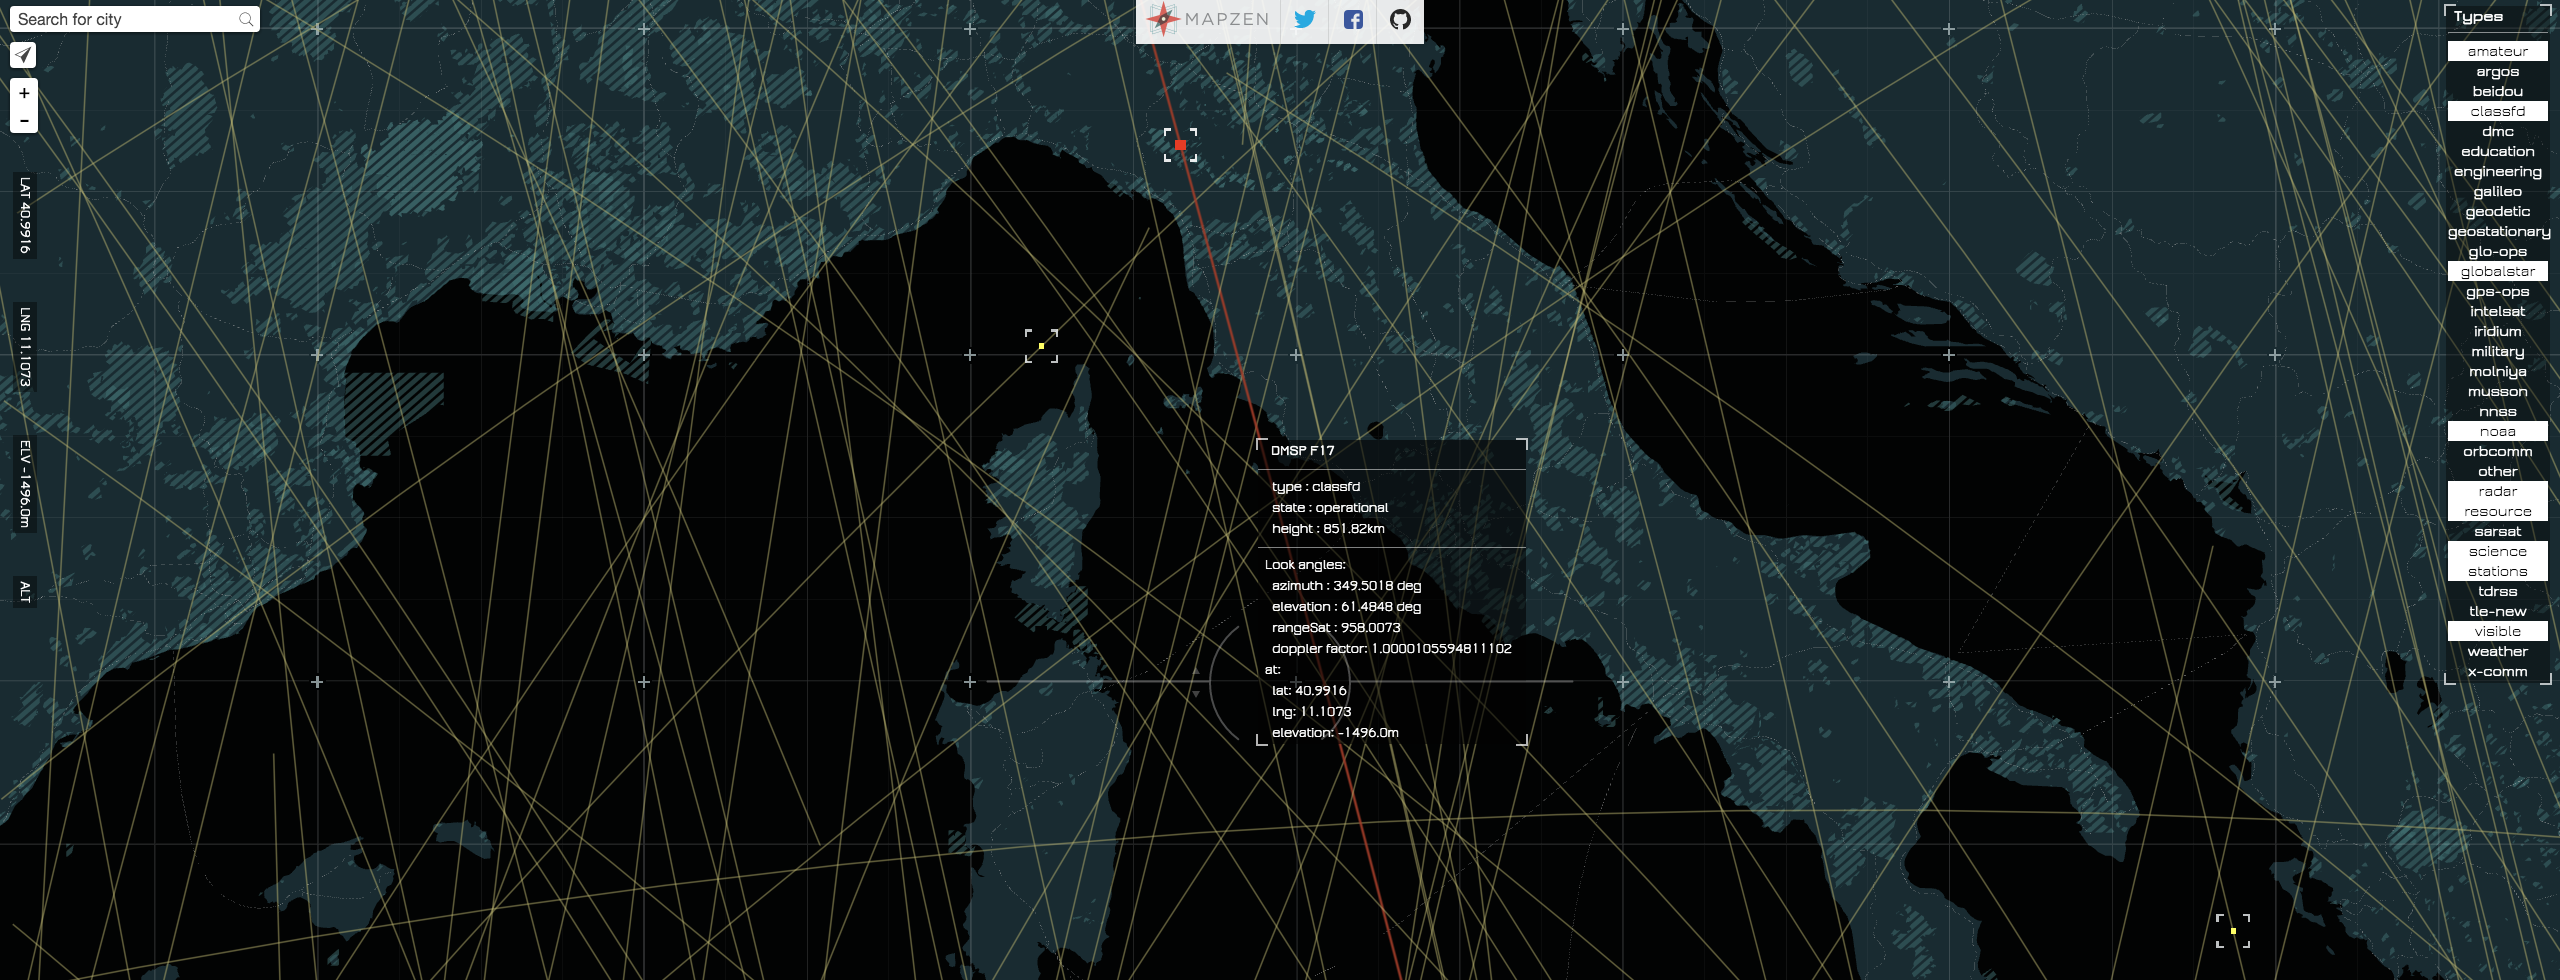 Search for city
MAPZEN
+
-
LAT 40.9916
LNG 11.1073
ELV -1496.0m
ALT
DMSP F17
type : classfd
state : operational
height : 851.82km
Look angles:
azimuth : 349.5018 deg
elevation : 61.4848 deg
rangeSat : 958.0073
doppler factor: 1.0000105594811102
at:
lat: 40.9916
lng: 11.1073
elevation: -1496.0m
Types
amateur
argos
beidou
classfd
dmc
education
engineering
galileo
geodetic
geostationary
glo-ops
globalstar
gps-ops
intelsat
iridium
military
molniya
musson
nnss
noaa
orbcomm
other
radar
resource
sarsat
science
stations
tdrss
tle-new
visible
weather
x-comm